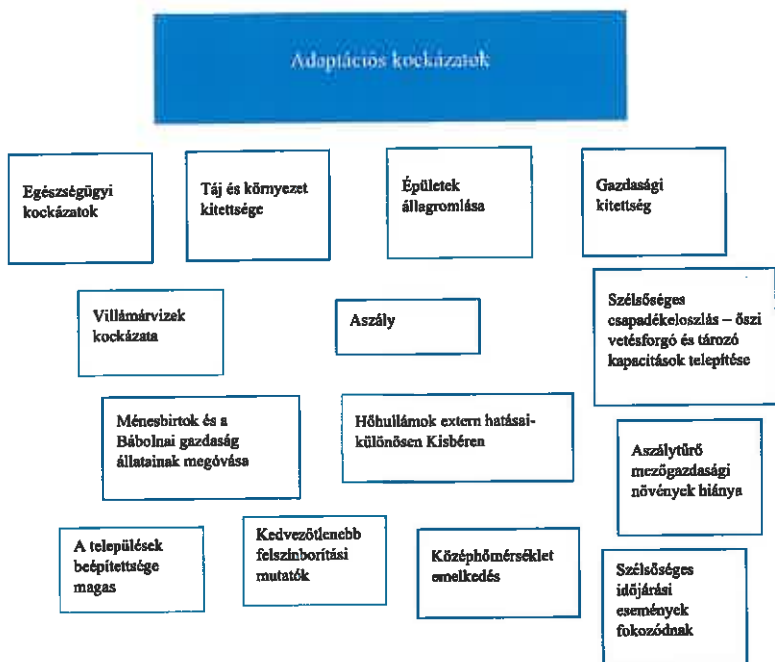 Adaptációs kockázatok
Egészségügyi
kockázatok
Táj és környezet
kitettsége
Épületek
állagromlása
Gazdasági
kitettség
Villámárvizek
kockázata
Aszály
Szélsőséges
csapadékeloszlás – őszi
vetésforgó és tározó
kapacitások telepítése
Ménesbirtok és a
Bábolnai gazdaság
állatainak megóvása
Hőhullámok extern hatásai-
különösen Kisbéren
Aszálytűrő
mezőgazdasági
növények hiánya
A települések
beépítettsége
magas
Kedvezőtlenebb
felszínborítási
mutatók
Középhőmérséklet
emelkedés
Szélsőséges
időjárási
események
fokozódnak